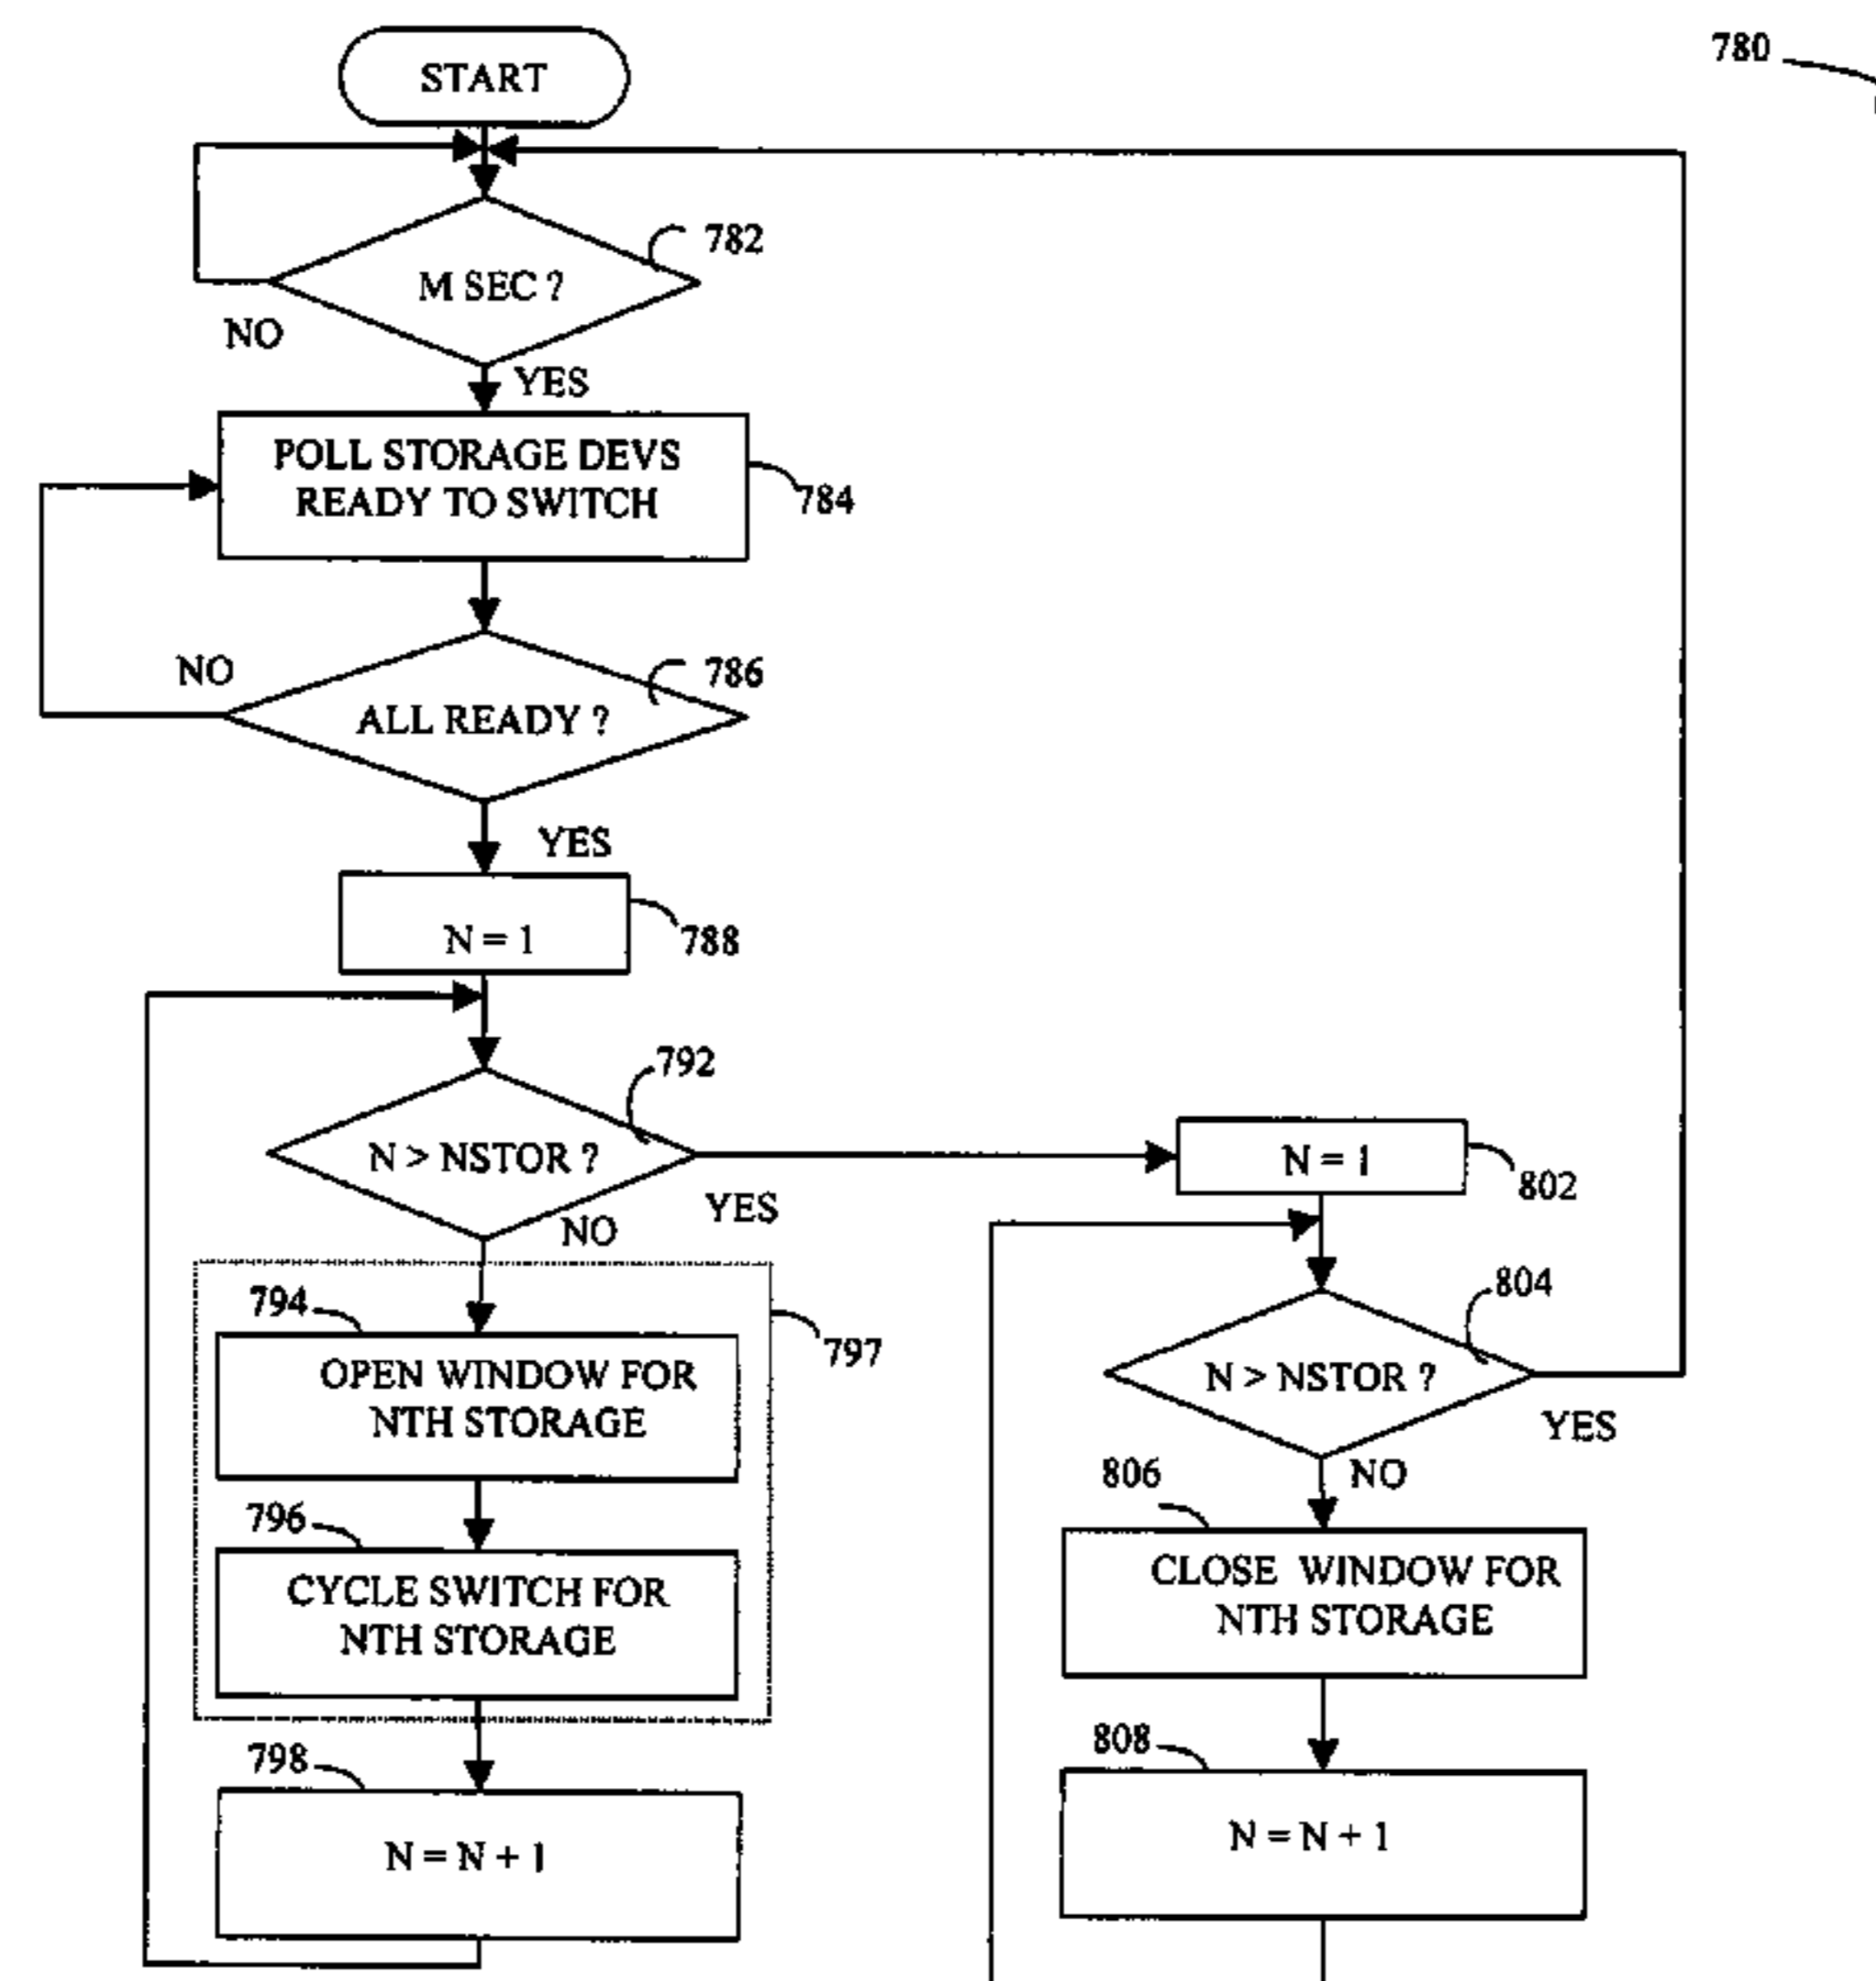 780
START
782
M SEC ?
NO
YES
POLL STORAGE DEVS
READY TO SWITCH
784
NO
786
ALL READY ?
YES
N = 1
788
792
N > NSTOR ?
YES
NO
N = 1
802
794
797
OPEN WINDOW FOR
NTH STORAGE
796
CYCLE SWITCH FOR
NTH STORAGE
798
N = N + 1
804
N > NSTOR ?
YES
NO
806
CLOSE WINDOW FOR
NTH STORAGE
808
N = N + 1